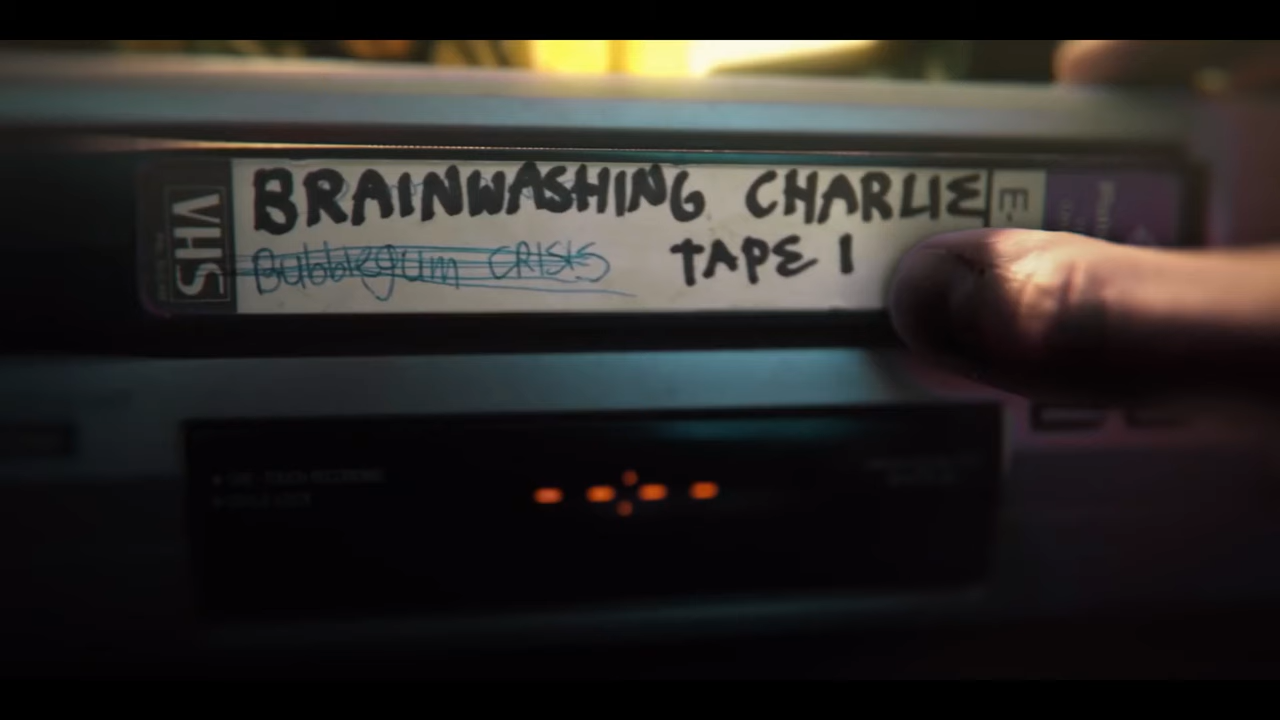 BRAINWASHING CHARLIE
Bubblegum CRISIS
TAPE 1
VHS
E-